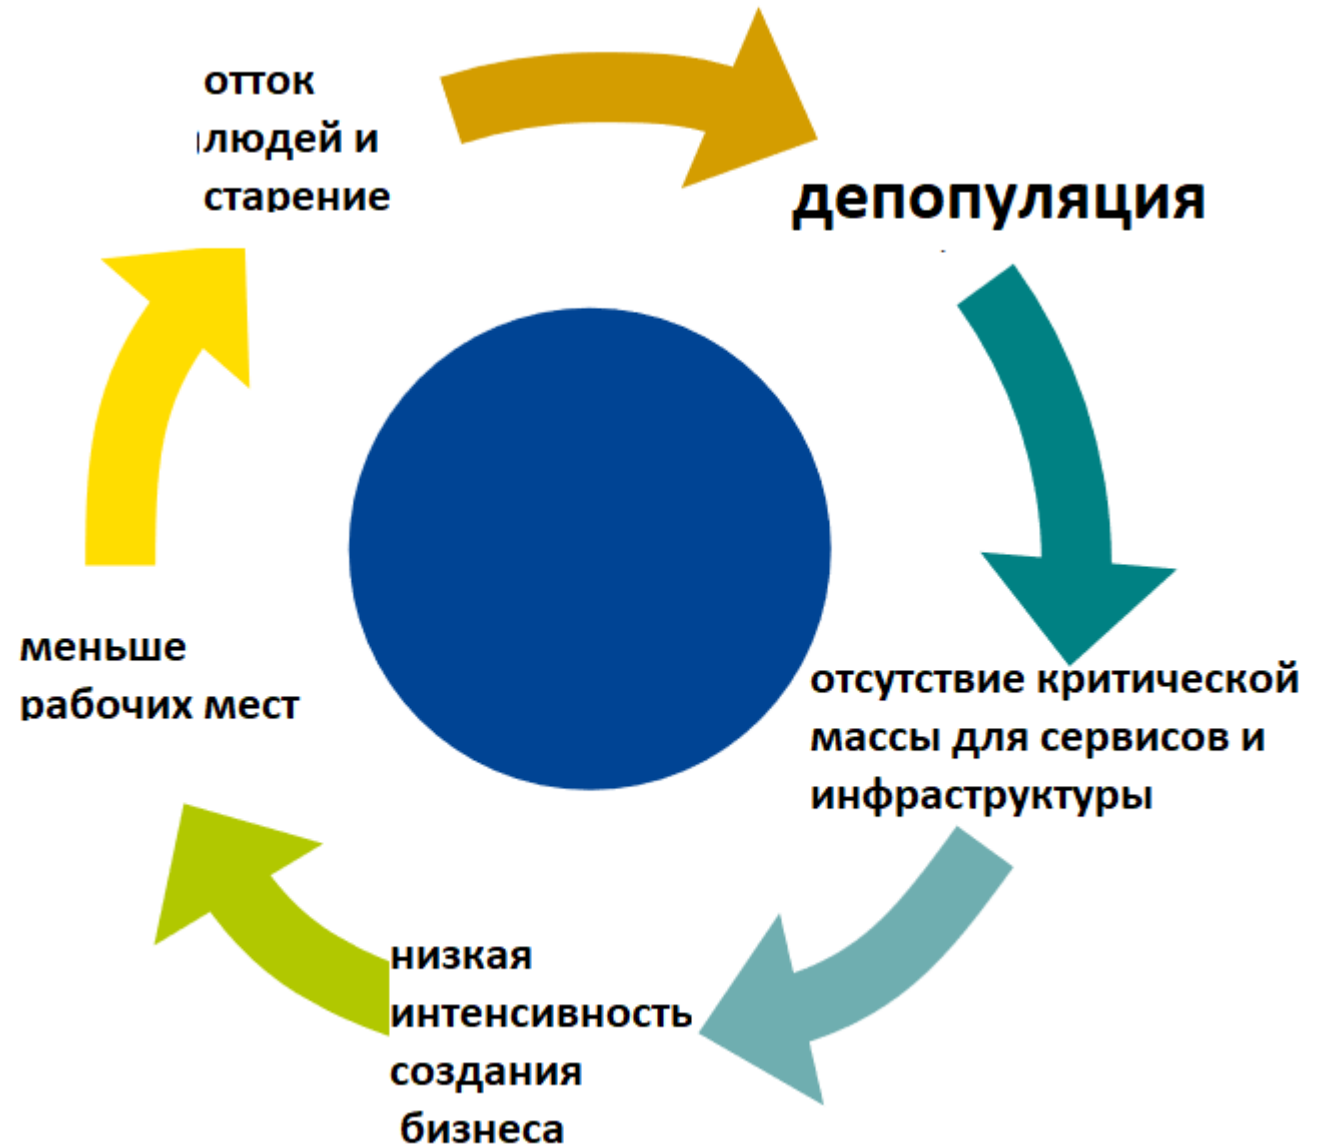 отток
людей и
старение
депопуляция
отсутствие критической
массы для сервисов и
инфраструктуры
низкая
интенсивность
создания
бизнеса
меньше
рабочих мест